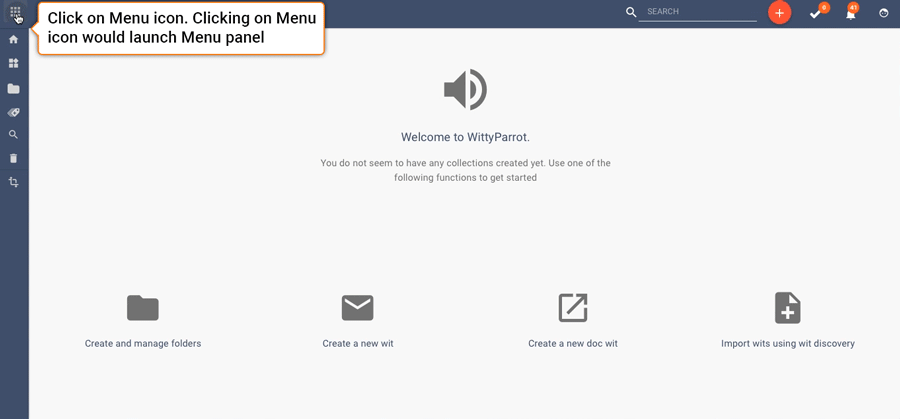 Click on Menu icon. Clicking on Menu
icon would launch Menu panel
SEARCH
0
41
Welcome to WittyParrot.
You do not seem to have any collections created yet. Use one of the
following functions to get started
Create and manage folders
Create a new wit
Create a new doc wit
Import wits using wit discovery